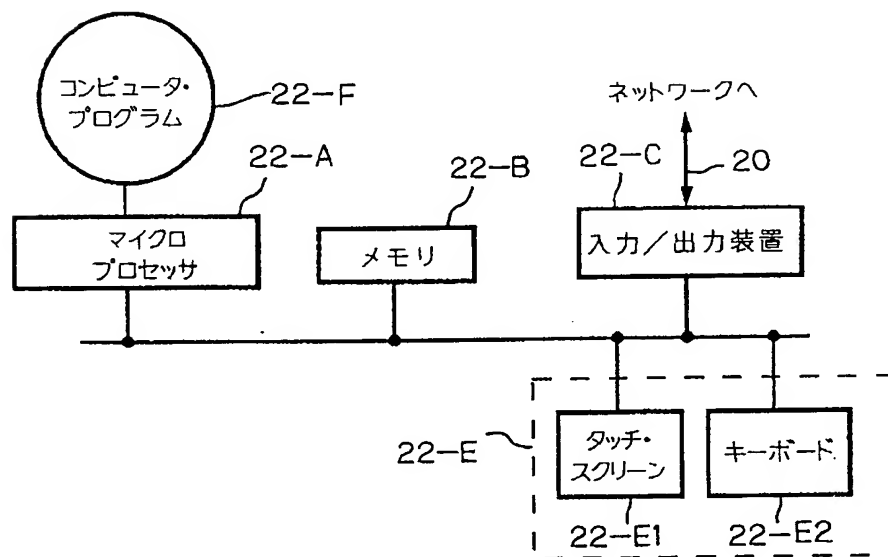 コンピュータ・
プログラム
22-F
ネットワークへ
22-A
22-B
22-C
20
マイクロ
プロセッサ
メモリ
入力／出力装置
22-E
タッチ・
スクリーン
キーボード
22-E1
22-E2